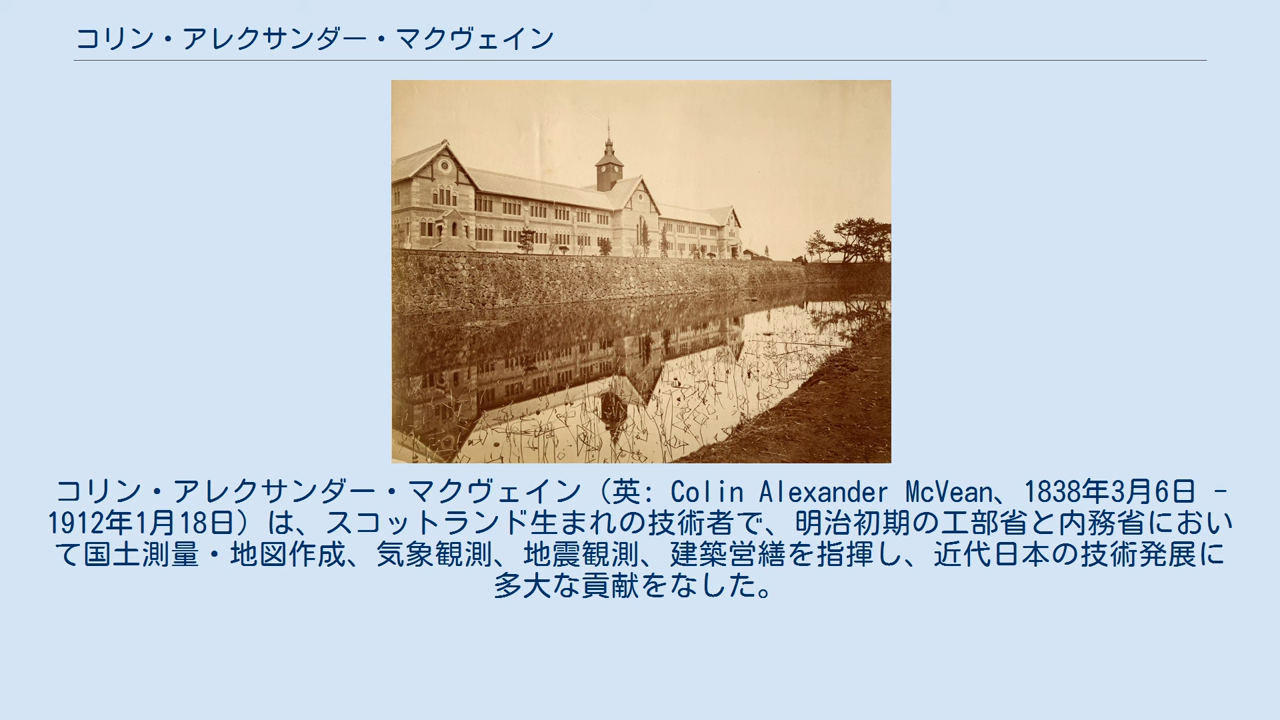 コリン・アレクサンダー・マクヴェイン
コリン・アレクサンダー・マクヴェイン（英: Colin Alexander McVean、1838年3月6日 -
1912年1月18日）は、スコットランド生まれの技術者で、明治初期の工部省と内務省におい
て国土測量・地図作成、気象観測、地震観測、建築営繕を指揮し、近代日本の技術発展に
多大な貢献をなした。